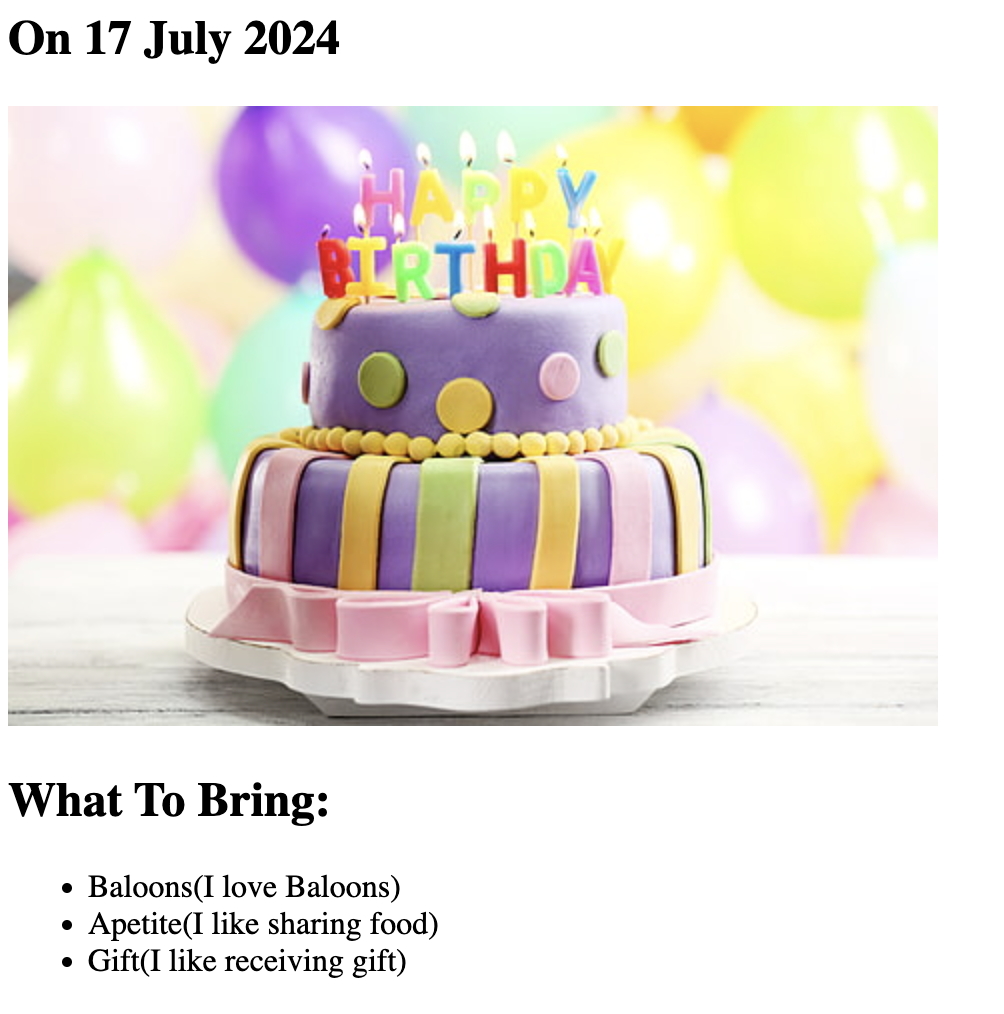 On 17 July 2024
HAPPY
BIRTHDAY
What To Bring:
Baloons(I love Baloons)
Apetite(I like sharing food)
Gift(I like receiving gift)